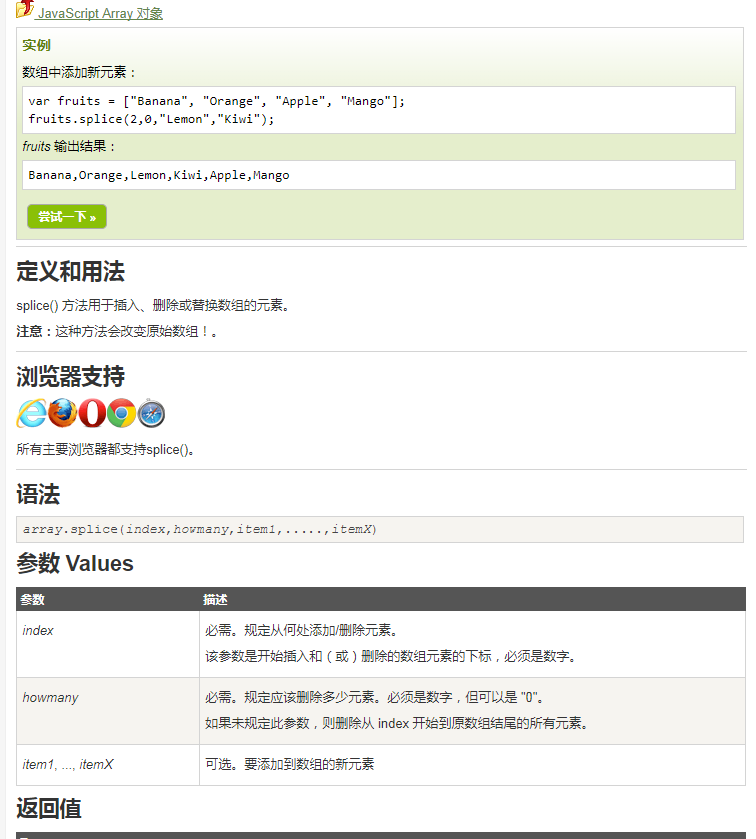 JavaScript Array 对象
实例
数组中添加新元素：
var fruits = ["Banana", "Orange", "Apple", "Mango"];
fruits.splice(2,0,"Lemon","Kiwi");
fruits 输出结果：
Banana,Orange,Lemon,Kiwi,Apple,Mango
尝试一下 »
定义和用法
splice() 方法用于插入、删除或替换数组的元素。
注意：这种方法会改变原始数组！。
浏览器支持
所有主要浏览器都支持splice()。
语法
array.splice(index,howmany,item1,.....,itemX)
参数 Values
参数 描述
index 必需。规定从何处添加/删除元素。
该参数是开始插入和（或）删除的数组元素的下标，必须是数字。
howmany 必需。规定应该删除多少元素。必须是数字，但可以是 "0"。
如果未规定此参数，则删除从 index 开始到原数组结尾的所有元素。
item1, ..., itemX 可选。要添加到数组的新元素
返回值